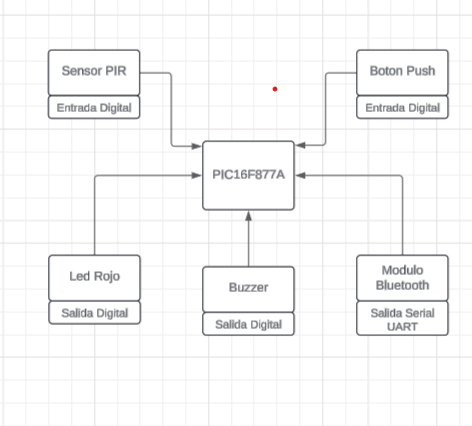 Sensor PIR
Entrada Digital
Boton Push
Entrada Digital
PIC16F877A
Led Rojo
Salida Digital
Buzzer
Salida Digital
Modulo
Bluetooth
Salida Serial
UART